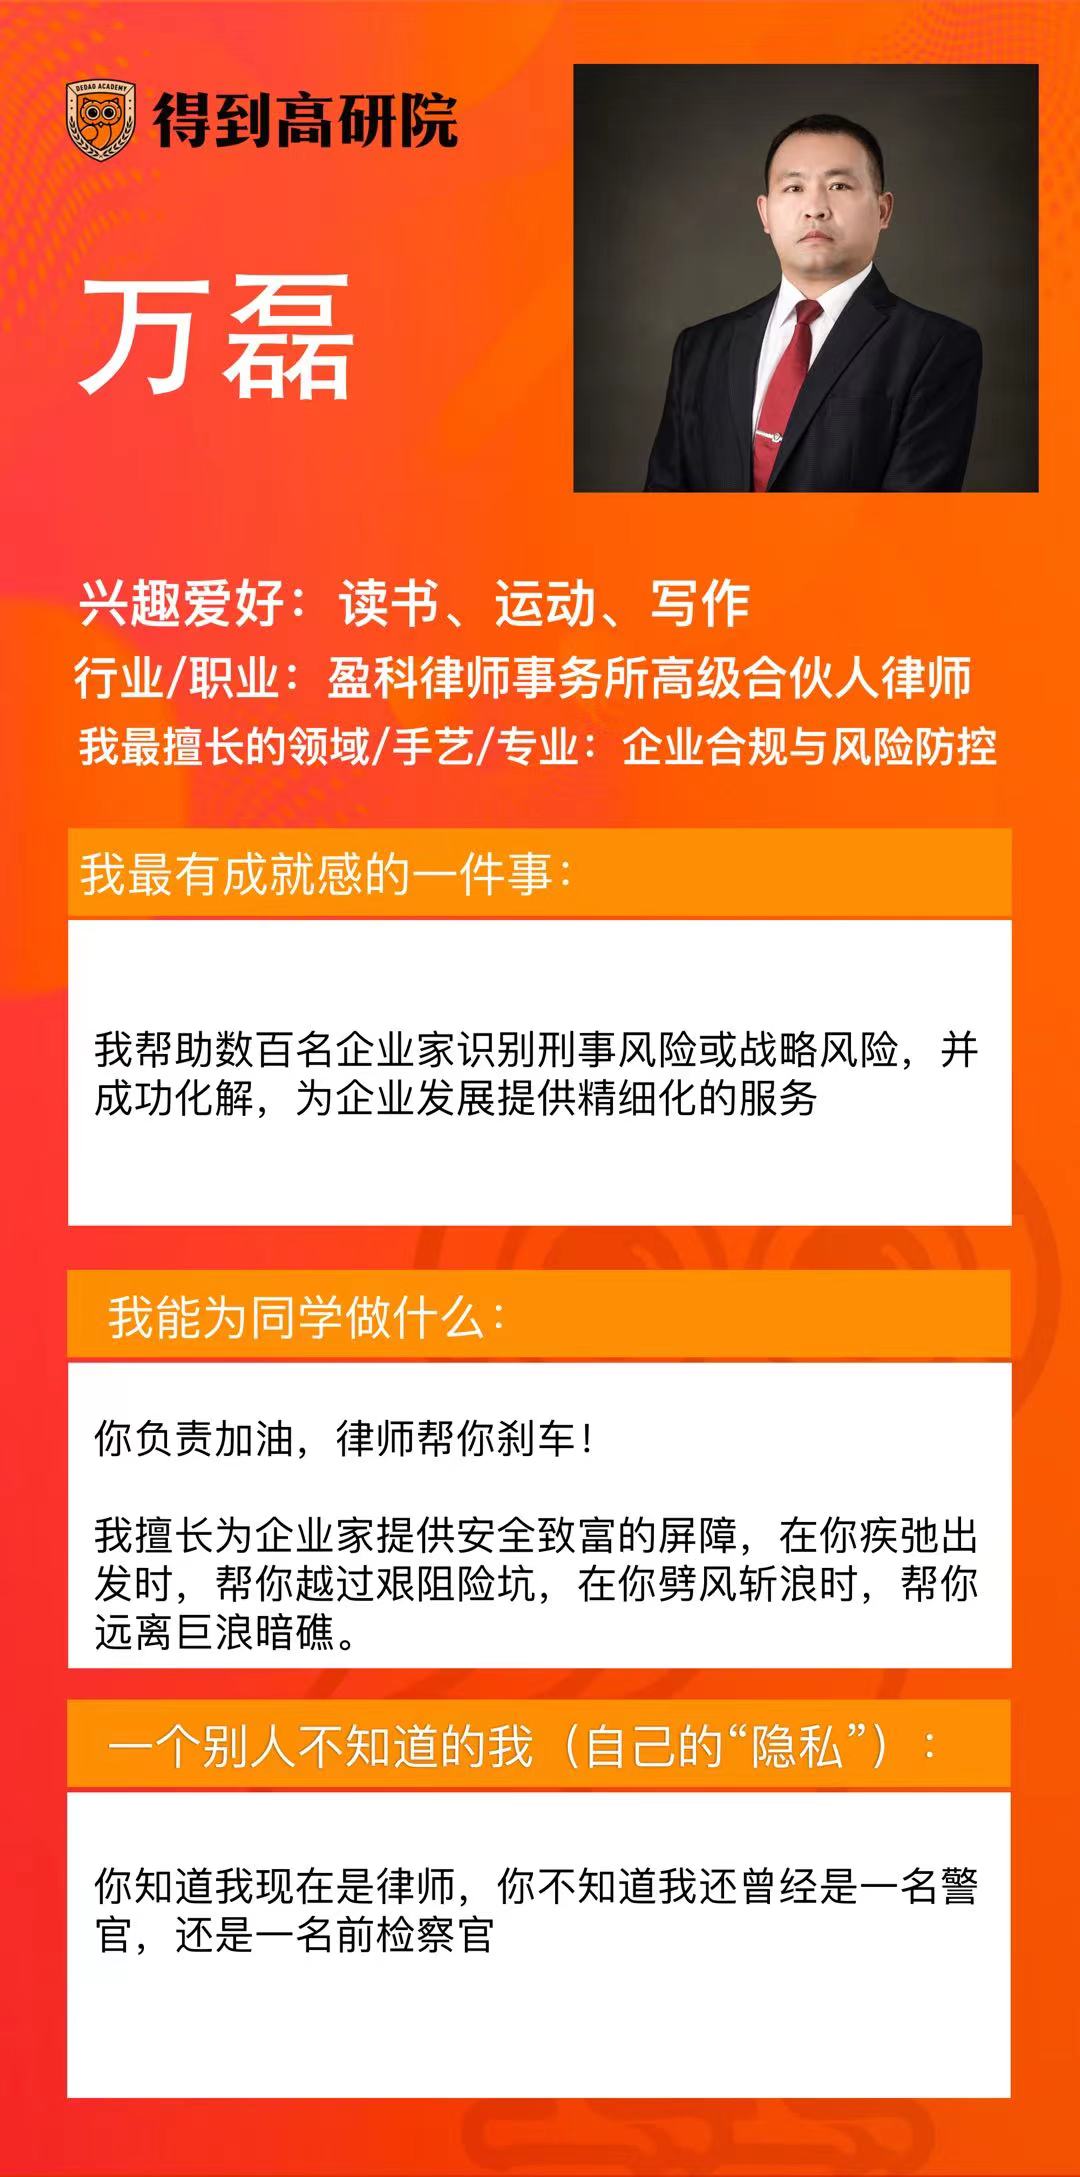 DEDAO ACADEMY
得到高研院
万磊
兴趣爱好：读书、运动、写作
行业/职业：盈科律师事务所高级合伙人律师
我最擅长的领域/手艺/专业：企业合规与风险防控
我最有成就感的一件事：
我帮助数百名企业家识别刑事风险或战略风险，并
成功化解，为企业发展提供精细化的服务
我能为同学做什么：
你负责加油，律师帮你刹车！
我擅长为企业家提供安全致富的屏障，在你疾弛出
发时，帮你越过艰阻险坑，在你劈风斩浪时，帮你
远离巨浪暗礁。
一个别人不知道的我（自己的“隐私”）：
你知道我现在是律师，你不知道我还曾经是一名警
官，还是一名前检察官